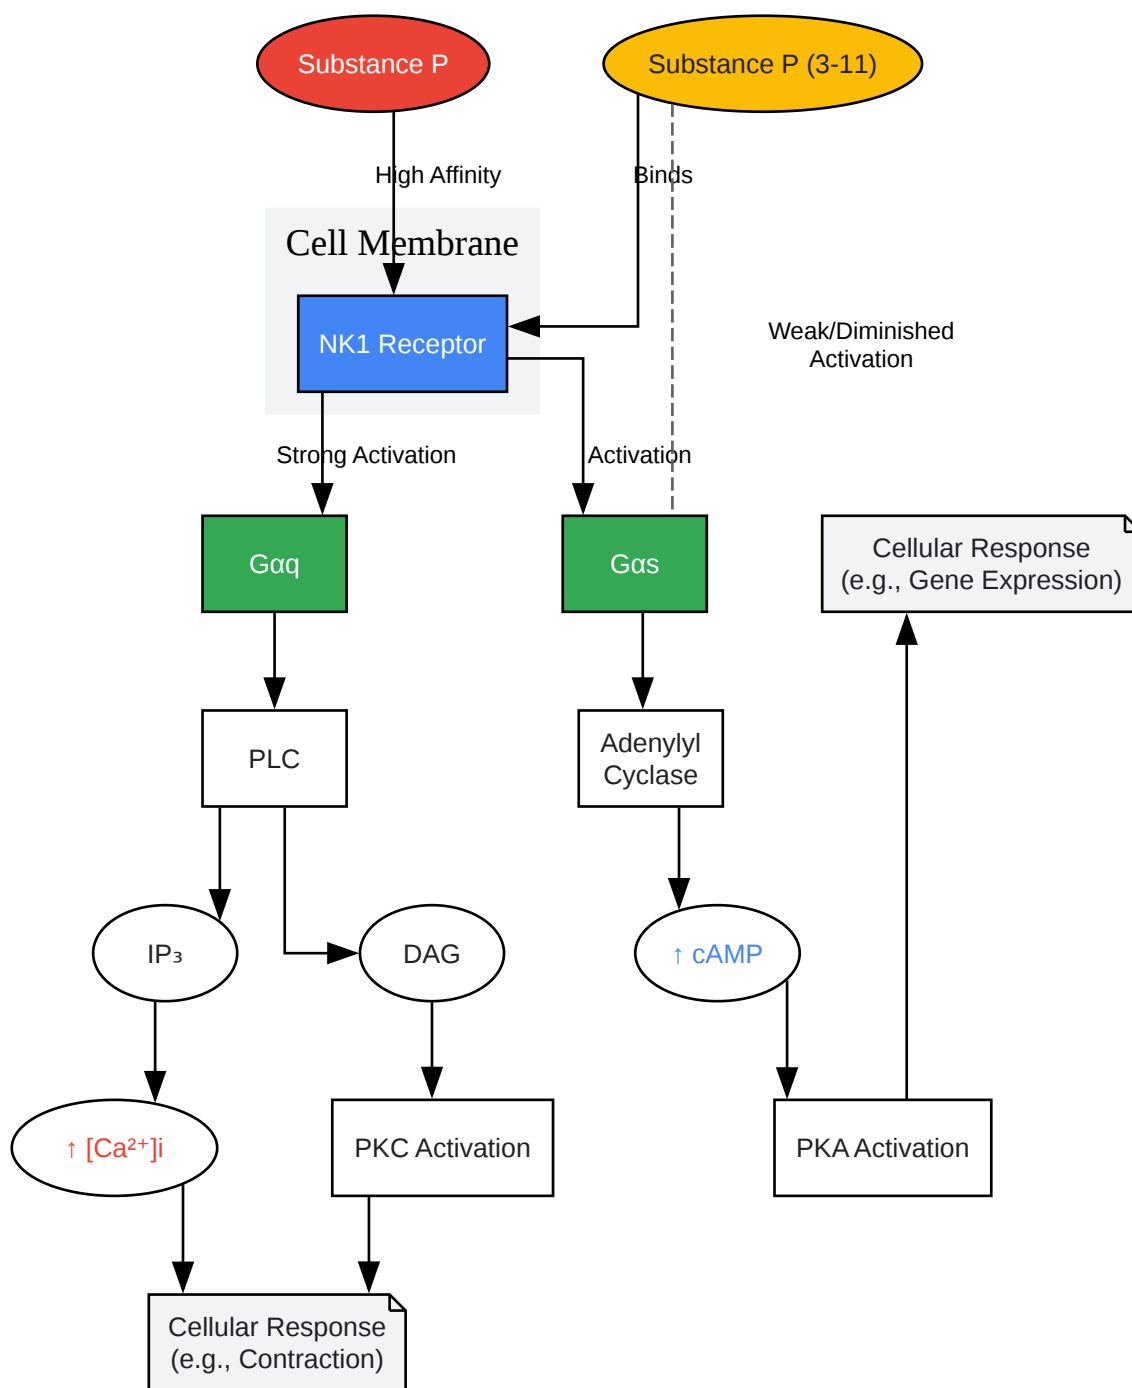 Substance P
Substance P (3-11)
High Affinity
Binds
Cell Membrane
NK1 Receptor
Weak/Diminished
Activation
Strong Activation
Activation
Gαq
Gαs
Cellular Response
(e.g., Gene Expression)
PLC
Adenylyl
Cyclase
IP₃
DAG
↑ cAMP
↑ [Ca²⁺]i
PKC Activation
PKA Activation
Cellular Response
(e.g., Contraction)